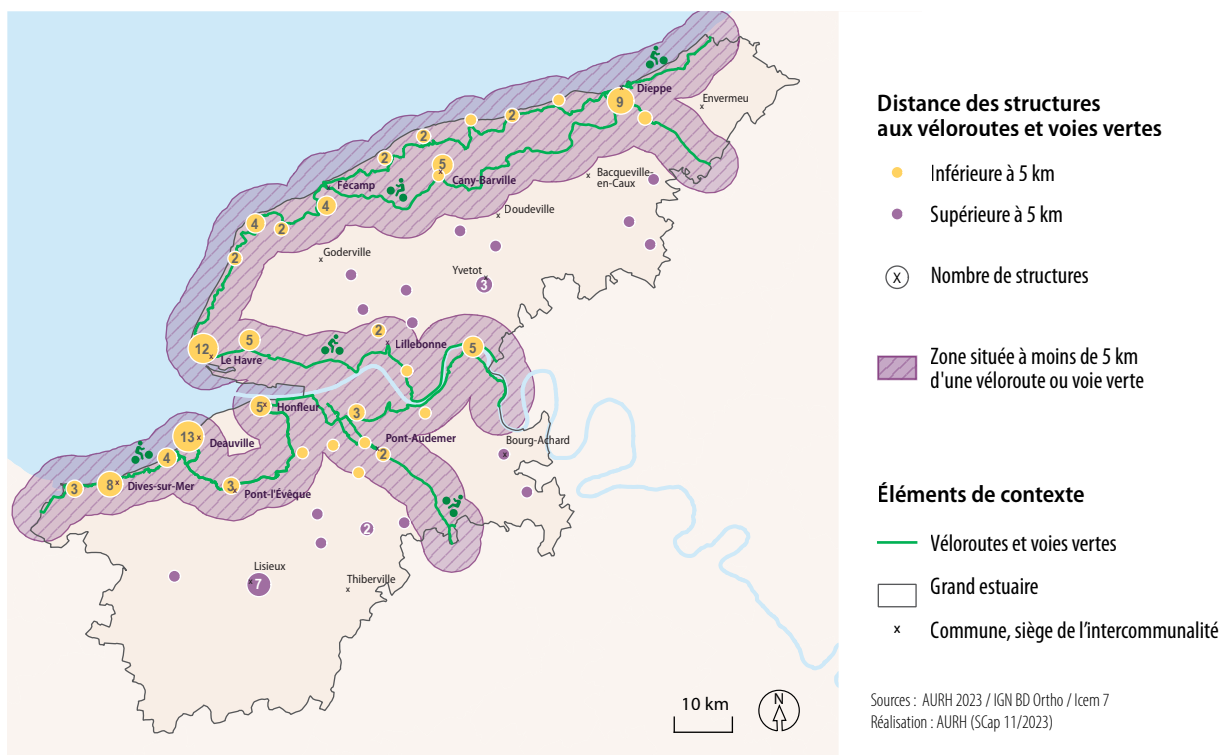 Dieppe
9
Envermeu
2
2
2
5
Cany-Barville
Bacqueville-
en-Caux
Fécamp
4
Doudeville
4
2
2
Goderville
Yvetot
3
12
Le Havre
5
2
Lillebonne
5
5
Honfleur
3
13
Deauville
Pont-Audemer
2
Bourg-Achard
4
3
8
Dives-sur-Mer
3
Pont-l'Évêque
2
Lisieux
7
Thiberville
10 km
N
Distance des structures
aux véloroutes et voies vertes
Inférieure à 5 km
Supérieure à 5 km
X
Nombre de structures
Zone située à moins de 5 km
d'une véloroute ou voie verte
Éléments de contexte
Véloroutes et voies vertes
Grand estuaire
x
Commune, siège de l'intercommunalité
Sources : AURH 2023 / IGN BD Ortho / Icem 7
Réalisation : AURH (SCap 11/2023)